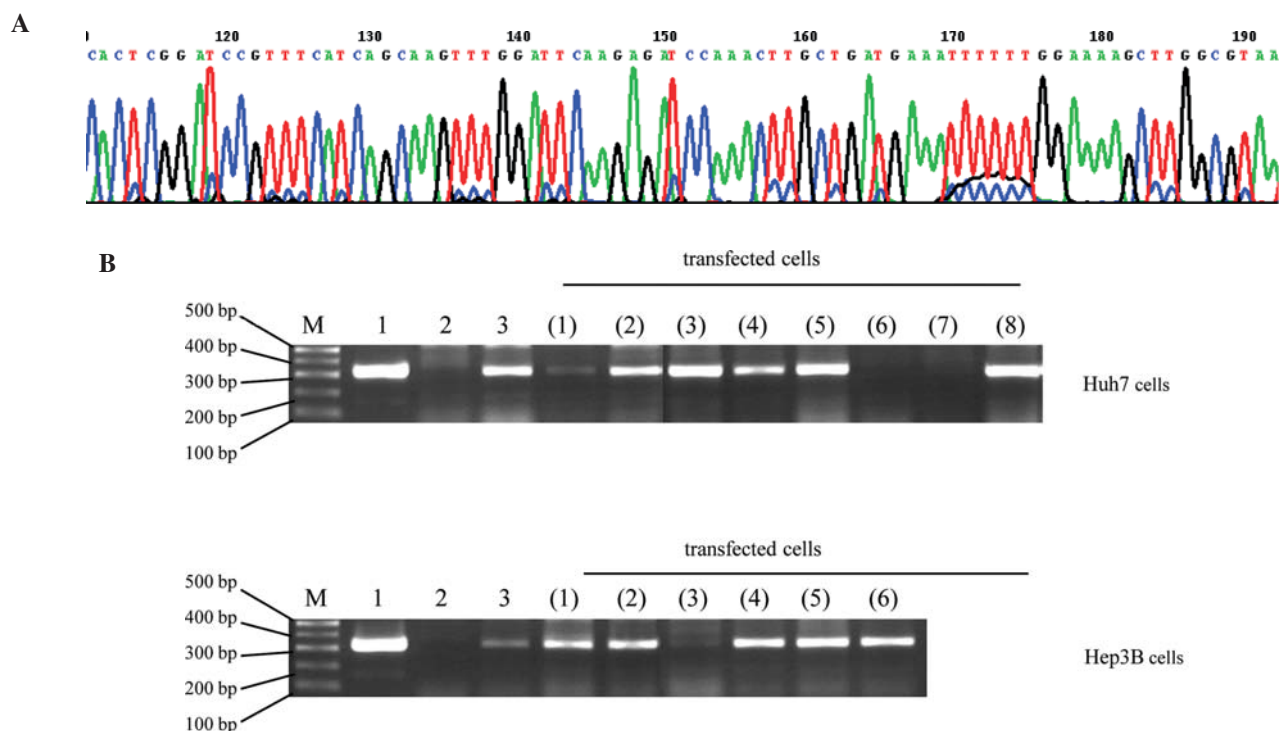 A
0 120 130 140 150 160 170 180 190
CACTCGGATCCGTTTCATCAGCAAGTTTGGATTCAAGAGATCCAAACTTGCTGATGAAATTTTTTGGAAAAGCTTGGCGTAA
B
transfected cells
500 bp
M 1 2 3 (1) (2) (3) (4) (5) (6) (7) (8)
400 bp
300 bp
Huh7 cells
200 bp
100 bp
transfected cells
500 bp
M 1 2 3 (1) (2) (3) (4) (5) (6)
400 bp
300 bp
Hep3B cells
200 bp
100 bp